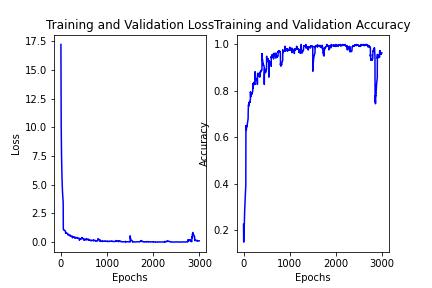 Training and Validation Loss
17.5
15.0
12.5
10.0
7.5
5.0
2.5
0.0
Loss
0 1000 2000 3000
Epochs
Training and Validation Accuracy
1.0
0.8
0.6
0.4
0.2
Accuracy
0 1000 2000 3000
Epochs